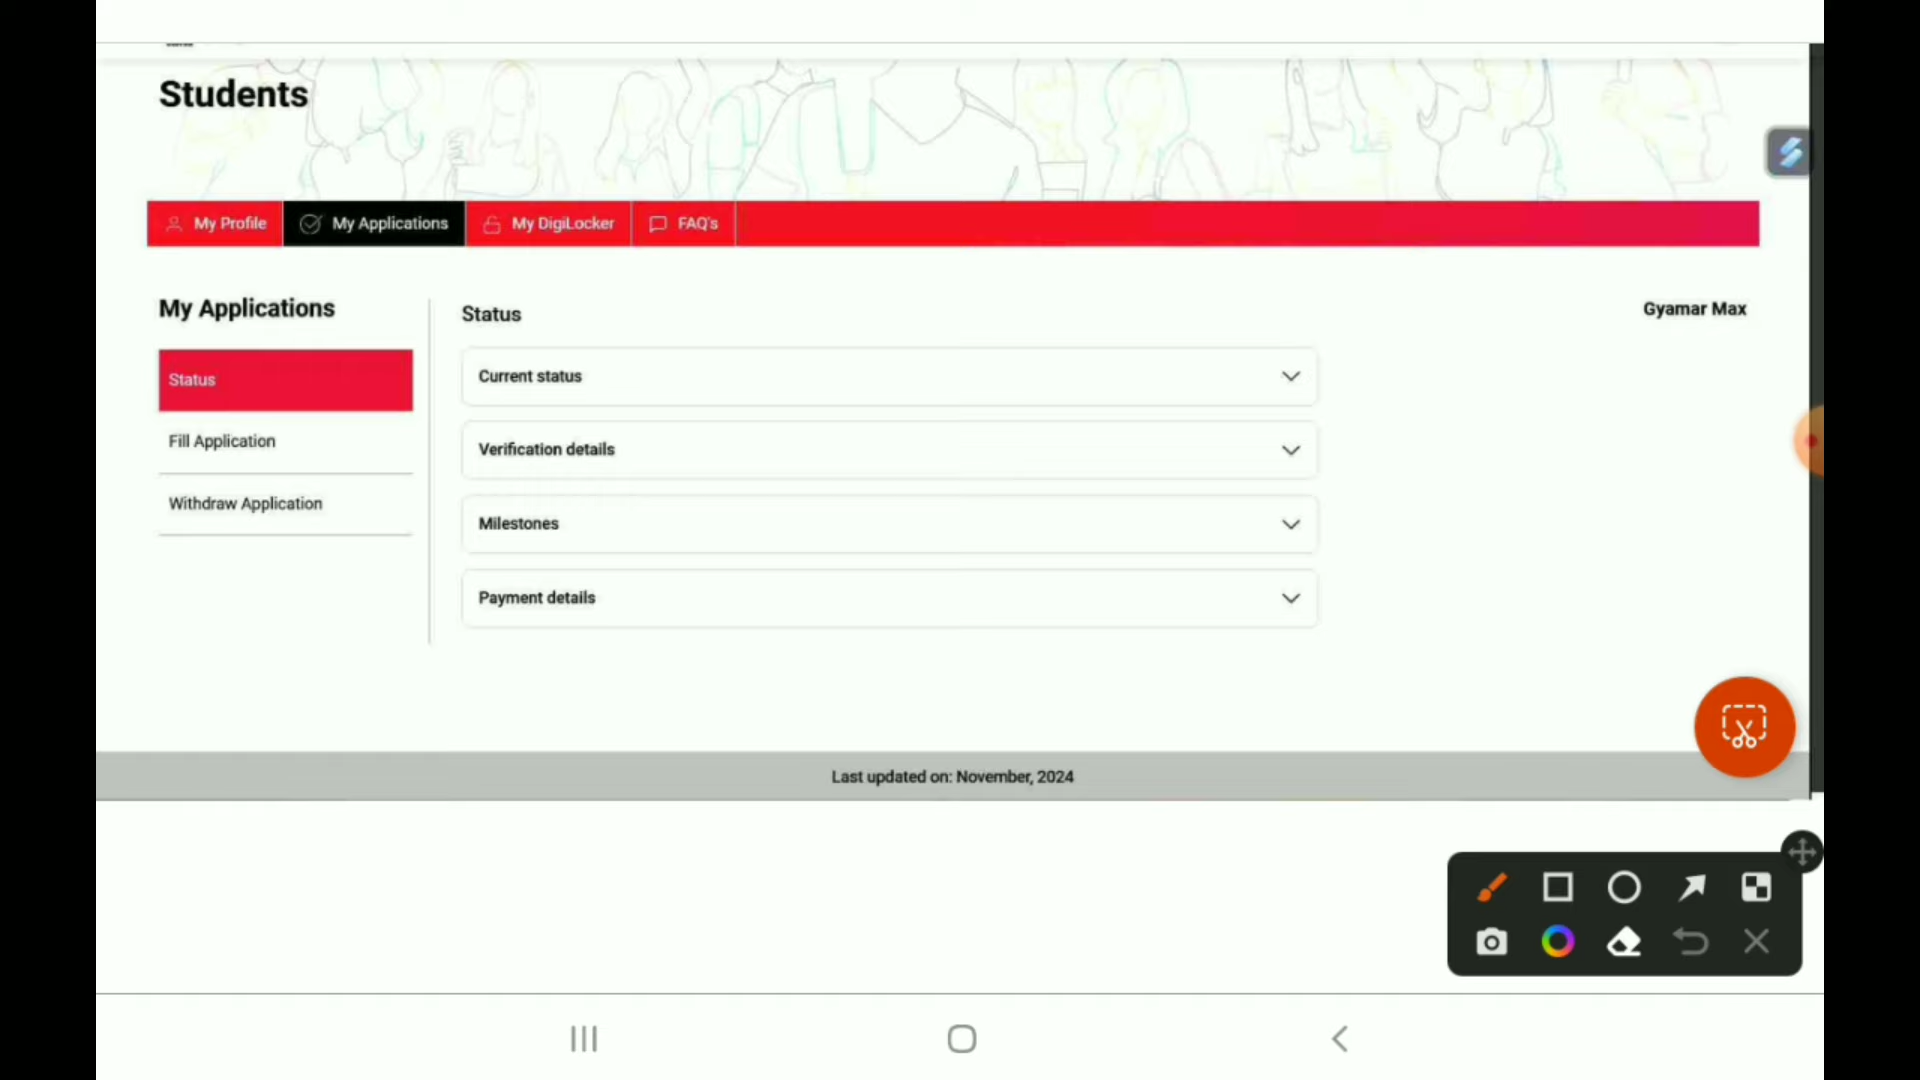 Students
My Profile
My Applications
My DigiLocker
FAQ's
My Applications
Status
Fill Application
Withdraw Application
Status
Gyamar Max
Current status
Verification details
Milestones
Payment details
Last updated on: November, 2024